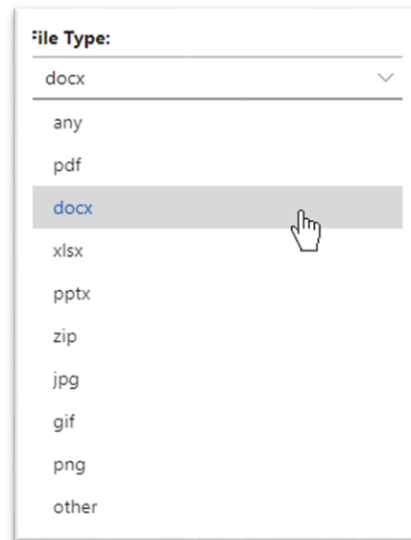 File Type:
docx
any
pdf
docx
xlsx
pptx
zip
jpg
gif
png
other